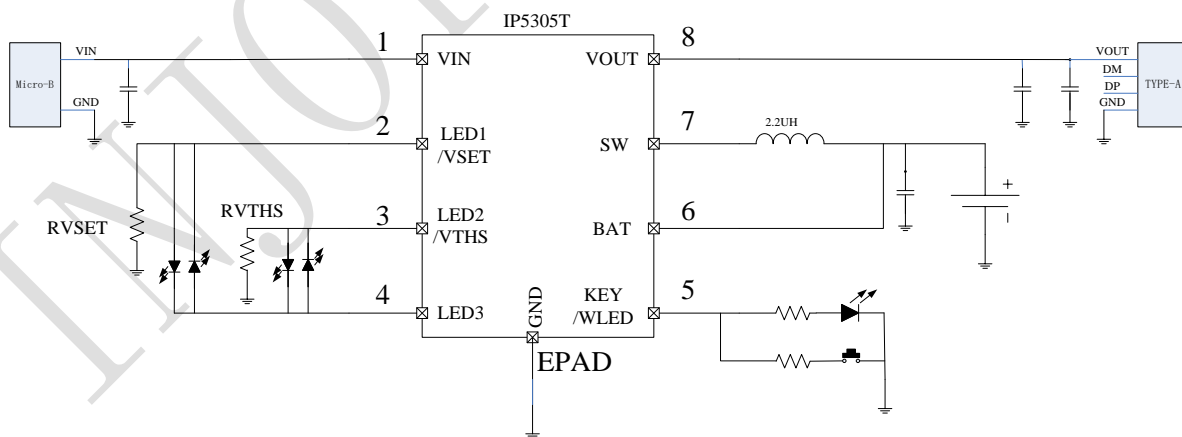 IP5305T
1
8
VIN
VIN
VOUT
VOUT
DM
Micro-B
DP
TYPE-A
GND
GND
2
7
LED1
/VSET
SW
2.2UH
RVSET
RVTHS
3
6
LED2
/VTHS
BAT
+
-
4
5
LED3
KEY
/WLED
GND
EPAD
INJO